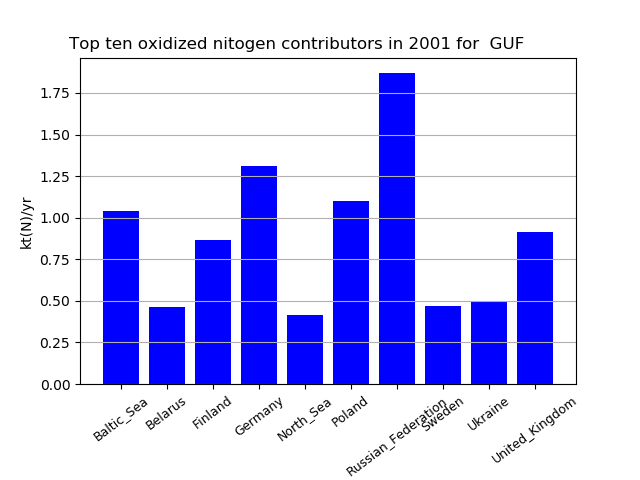 Top ten oxidized nitogen contributors in 2001 for  GUF
kt(N)/yr
1.75
1.50
1.25
1.00
0.75
0.50
0.25
0.00
Baltic_Sea
Belarus
Finland
Germany
North_Sea
Poland
Russian_Federation
Sweden
Ukraine
United_Kingdom